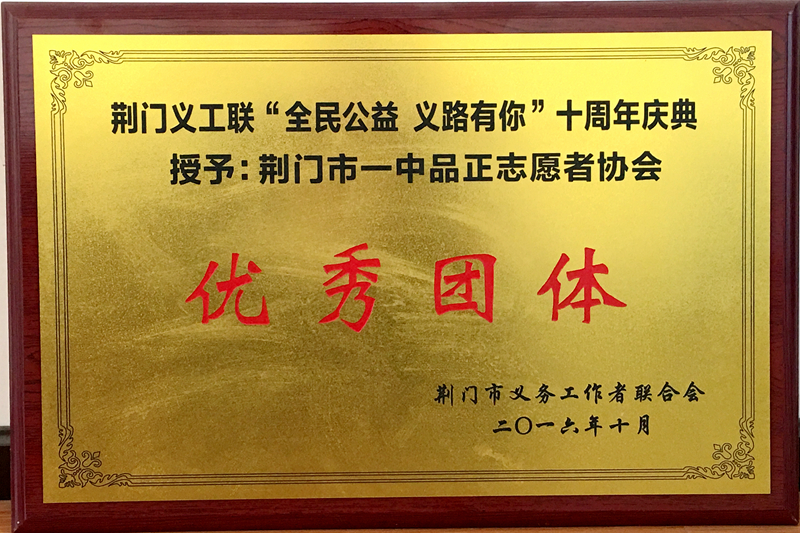 荆门义工联“全民公益 义路有你”十周年庆典
授予：荆门市一中品正志愿者协会
优秀团体
荆门市义务工作者联合会
二〇一六年十月